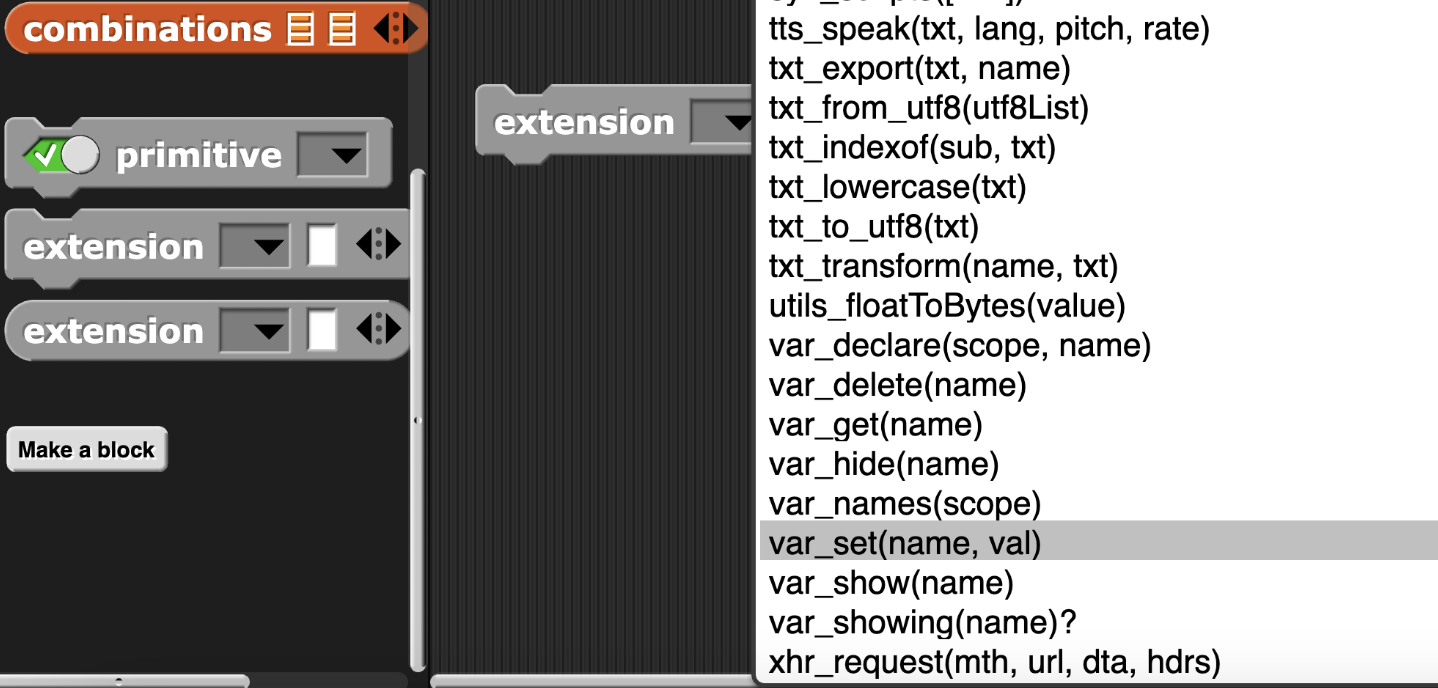 combinations
primitive
extension
extension
Make a block
extension
tts_speak(txt, lang, pitch, rate)
txt_export(txt, name)
txt_from_utf8(utf8List)
txt_indexof(sub, txt)
txt_lowercase(txt)
txt_to_utf8(txt)
txt_transform(name, txt)
utils_floatToBytes(value)
var_declare(scope, name)
var_delete(name)
var_get(name)
var_hide(name)
var_names(scope)
var_set(name, val)
var_show(name)
var_showing(name)?
xhr_request(mth, url, dta, hdrs)